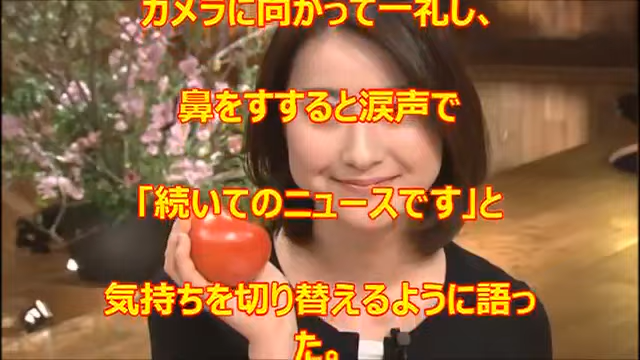 カメラに向かって一礼し、
鼻をすすると涙声で
「続いてのニュースです」と
気持ちを切り替えるように語っ
た。